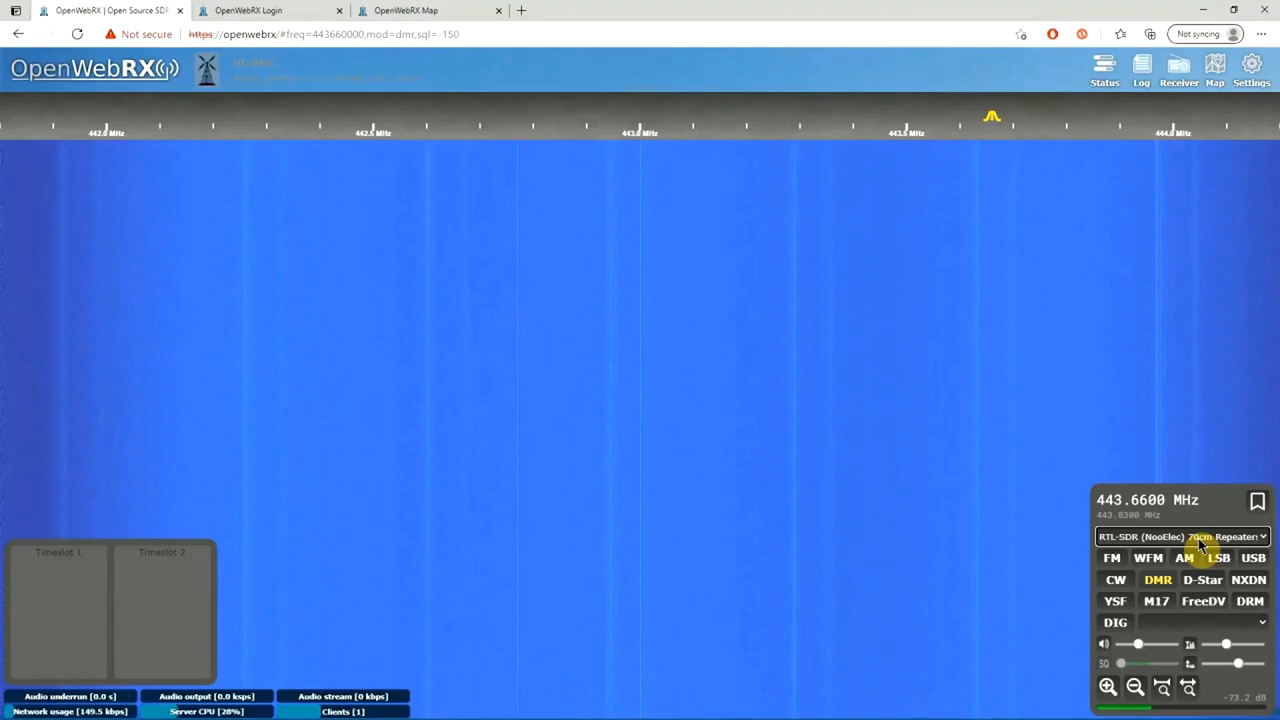 OpenWebRX | Open Source SDR
OpenWebRX Login
OpenWebRX Map
Not secure
https://openwebrx/#freq=443660000,mod=dmr,sql=-150
Not syncing
OpenWebRX
Status
Log
Receiver
Map
Settings
442.0 MHz
442.5 MHz
443.0 MHz
443.5 MHz
444.0 MHz
443.6600 MHz
443.8300 MHz
RTL-SDR (NooElec) 70cm Repeaters
FM WFM AM LSB USB
CW DMR D-Star NXDN
YSF M17 FreeDV DRM
DIG
SQ
-73.2 dB
Timeslot 1
Timeslot 2
Audio underrun [0.0 s]
Audio output [0.0 ksps]
Audio stream [0 kbps]
Network usage [149.5 kbps]
Server CPU [28%]
Clients [1]